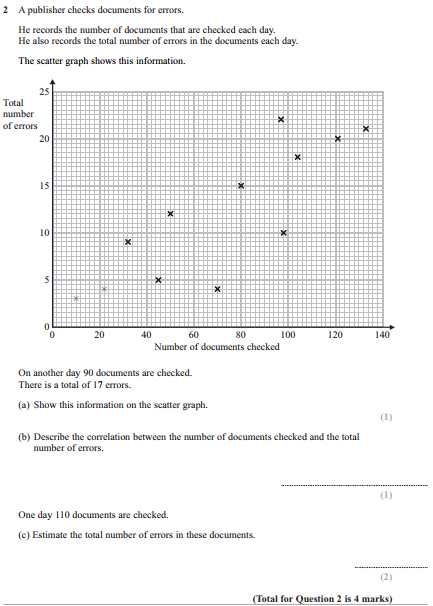 2 A publisher checks documents for errors.
He records the number of documents that are checked each day.
He also records the total number of errors in the documents each day.
The scatter graph shows this information.
Total
number
of errors
25
20
15
10
5
0
0 20 40 60 80 100 120 140
Number of documents checked
On another day 90 documents are checked.
There is a total of 17 errors.
(a) Show this information on the scatter graph.
(1)
(b) Describe the correlation between the number of documents checked and the total
number of errors.
(1)
One day 110 documents are checked.
(c) Estimate the total number of errors in these documents.
(2)
(Total for Question 2 is 4 marks)